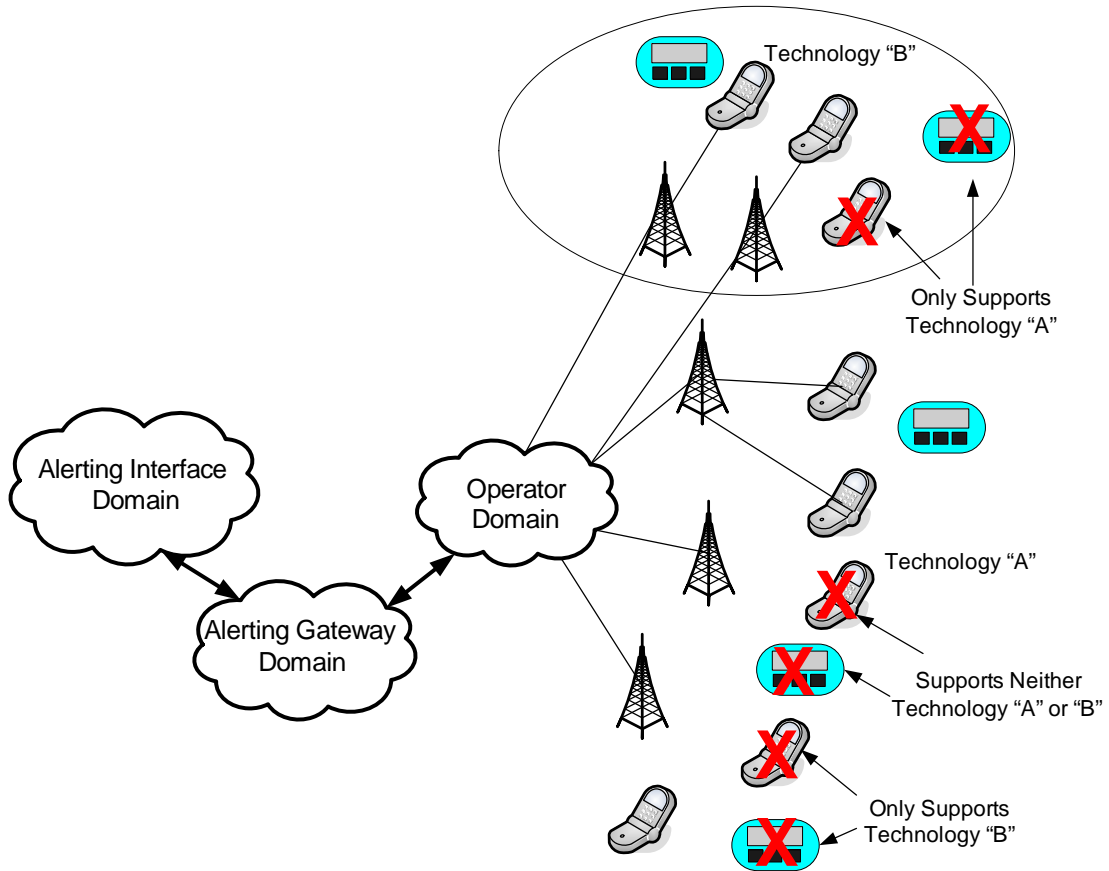 Technology “B”
Only Supports
Technology “A”
Alerting Interface
Domain
Operator
Domain
Technology “A”
Alerting Gateway
Domain
Supports Neither
Technology “A” or “B”
Only Supports
Technology “B”